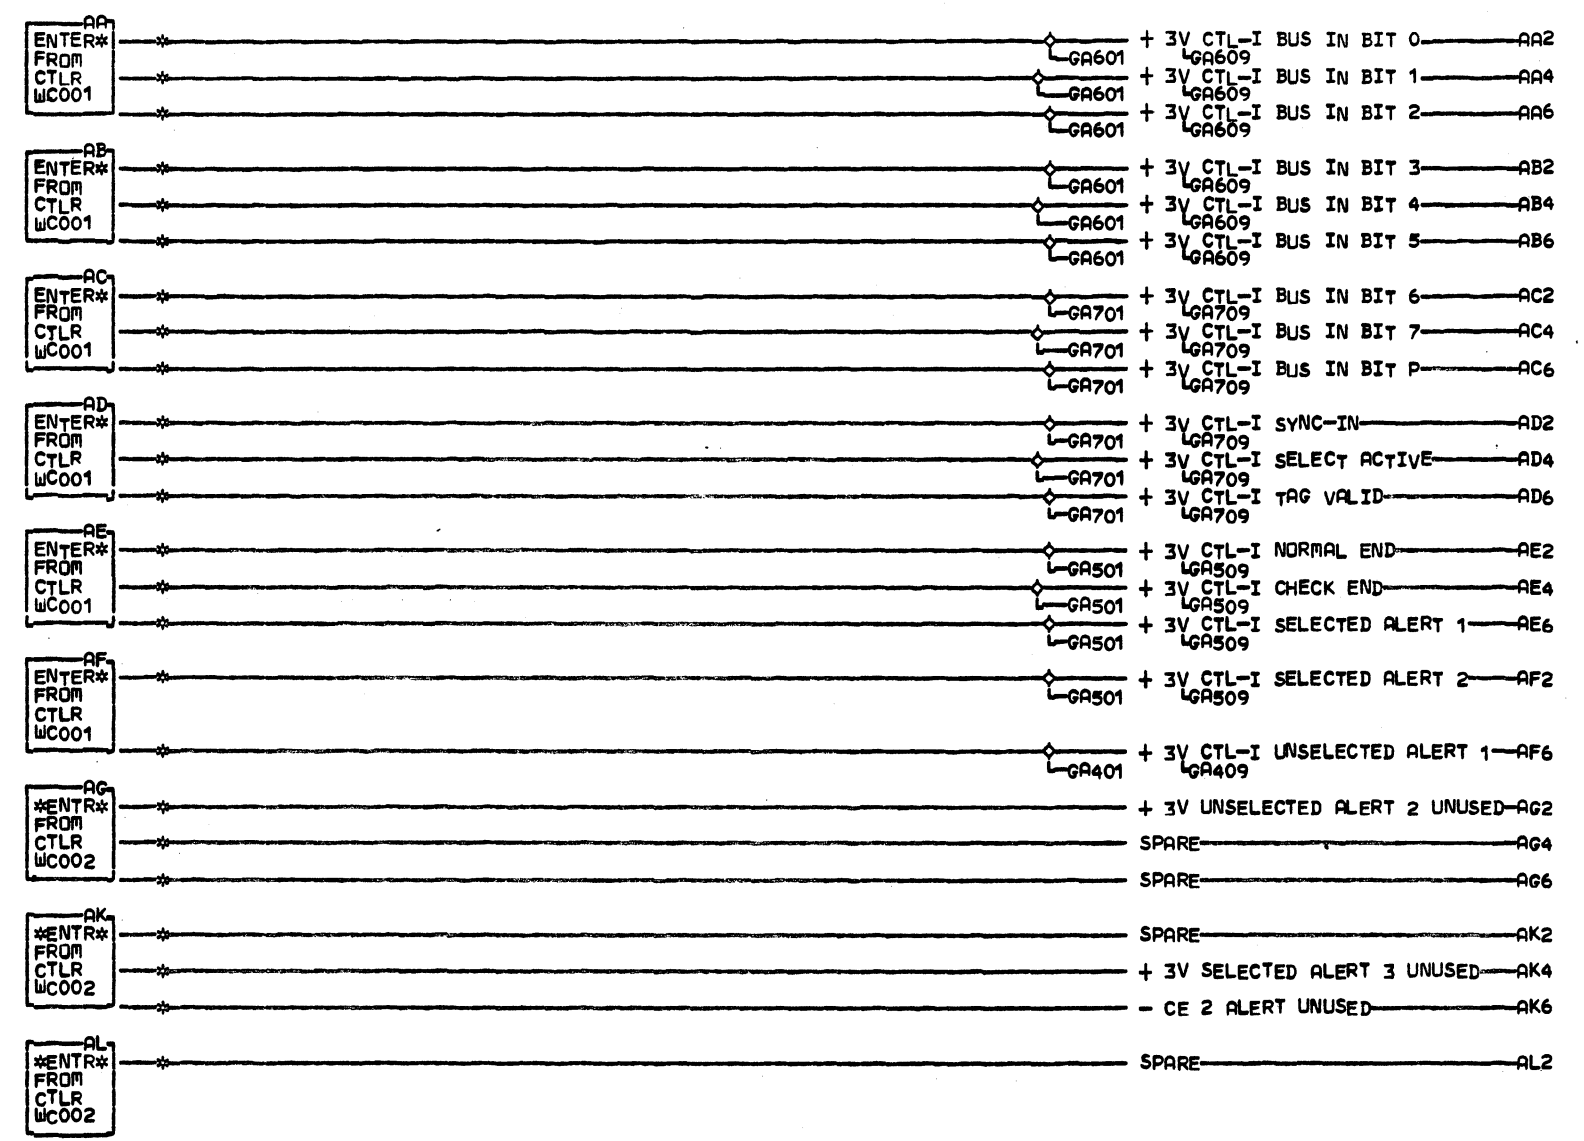 AA
ENTER* + 3V CTL-I BUS IN BIT 0 AA2
FROM GA601 GA609
CTLR + 3V CTL-I BUS IN BIT 1 AA4
WC001 GA601 GA609
+ 3V CTL-I BUS IN BIT 2 AA6
GA601 GA609
AB
ENTER* + 3V CTL-I BUS IN BIT 3 AB2
FROM GA601 GA609
CTLR + 3V CTL-I BUS IN BIT 4 AB4
WC001 GA601 GA609
+ 3V CTL-I BUS IN BIT 5 AB6
GA601 GA609
AC
ENTER* + 3V CTL-I BUS IN BIT 6 AC2
FROM GA701 GA709
CTLR + 3V CTL-I BUS IN BIT 7 AC4
WC001 GA701 GA709
+ 3V CTL-I BUS IN BIT P AC6
GA701 GA709
AD
ENTER* + 3V CTL-I SYNC-IN AD2
FROM GA701 GA709
CTLR + 3V CTL-I SELECT ACTIVE AD4
WC001 GA701 GA709
+ 3V CTL-I TAG VALID AD6
GA701 GA709
AE
ENTER* + 3V CTL-I NORMAL END AE2
FROM GA501 GA509
CTLR + 3V CTL-I CHECK END AE4
WC001 GA501 GA509
+ 3V CTL-I SELECTED ALERT 1 AE6
GA501 GA509
AF
ENTER* + 3V CTL-I SELECTED ALERT 2 AF2
FROM GA501 GA509
CTLR
WC001
+ 3V CTL-I UNSELECTED ALERT 1 AF6
GA401 GA409
AG
*ENTR* + 3V UNSELECTED ALERT 2 UNUSED AG2
FROM
CTLR SPARE AG4
WC002
SPARE AG6
AK
*ENTR* SPARE AK2
FROM
CTLR + 3V SELECTED ALERT 3 UNUSED AK4
WC002
- CE 2 ALERT UNUSED AK6
AL
*ENTR* SPARE AL2
FROM
CTLR
WC002